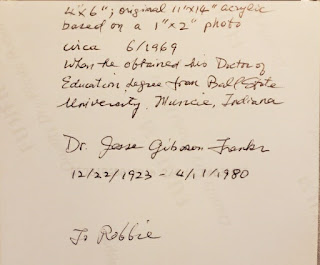 4"x6"; original 11"x14" acrylic
based on a 1"x2" photo
circa 6/1969
When he obtained his Doctor of
Education degree from Ball State
University, Muncie, Indiana
Dr. Jesse Gibson
12/22/1923 - 4/11/1980
To Robbie